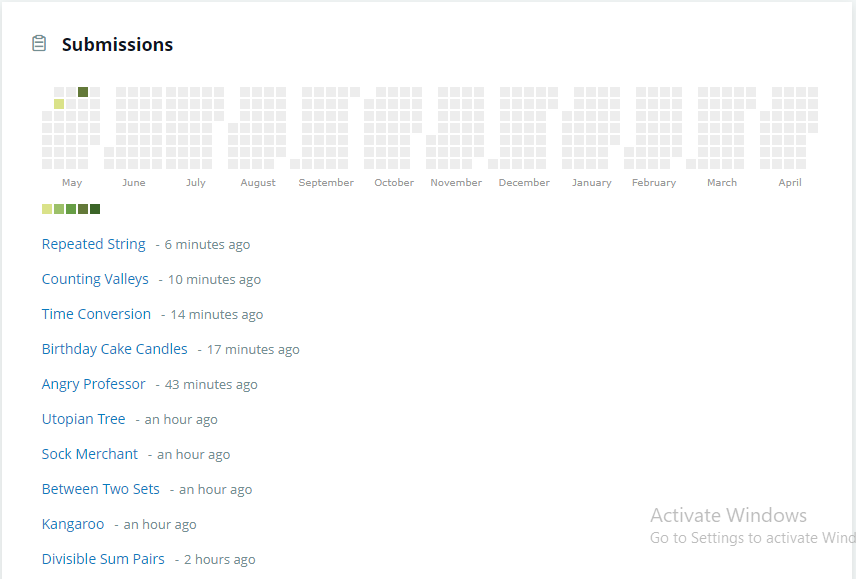 Submissions
May June July August September October November December January February March April
Repeated String - 6 minutes ago
Counting Valleys - 10 minutes ago
Time Conversion - 14 minutes ago
Birthday Cake Candles - 17 minutes ago
Angry Professor - 43 minutes ago
Utopian Tree - an hour ago
Sock Merchant - an hour ago
Between Two Sets - an hour ago
Kangaroo - an hour ago
Divisible Sum Pairs - 2 hours ago
Activate Windows
Go to Settings to activate Wind